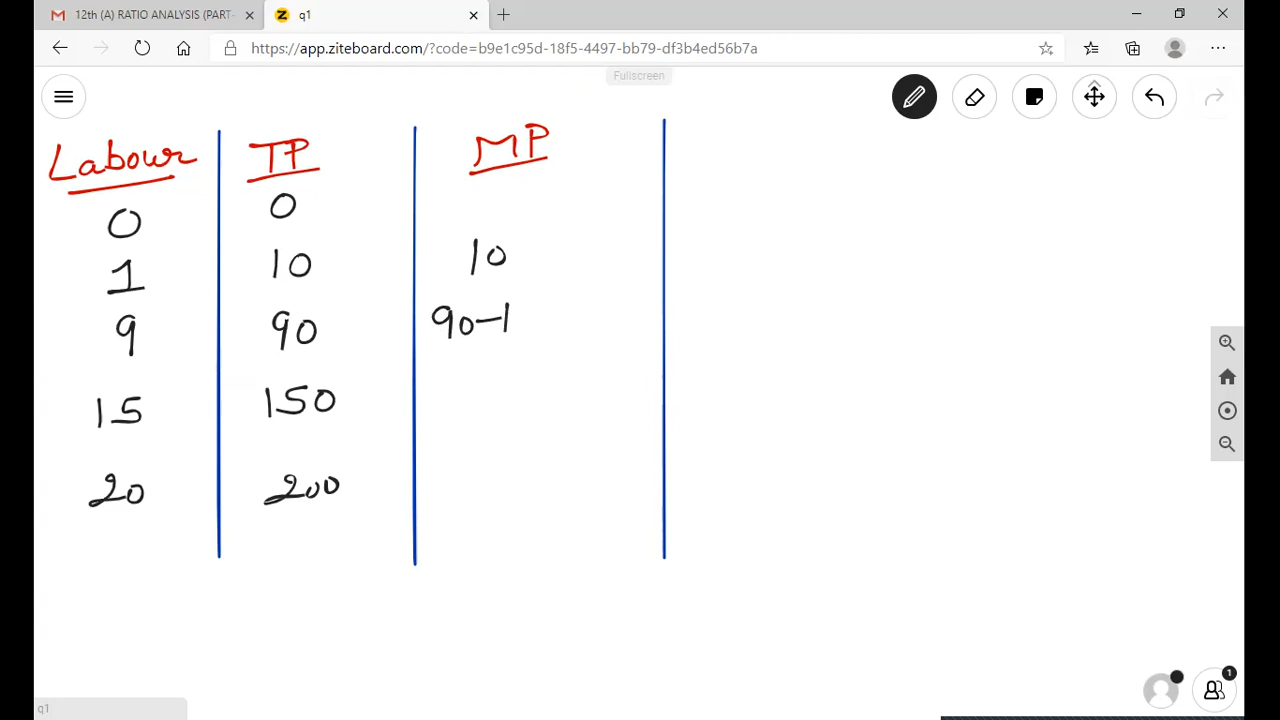 12th (A) RATIO ANALYSIS (PART-
q1
https://app.ziteboard.com/?code=b9e1c95d-18f5-4497-bb79-df3b4ed56b7a
Fullscreen
Labour TP MP
0 0
1 10 10
9 90 90-1
15 150
20 200
1
q1